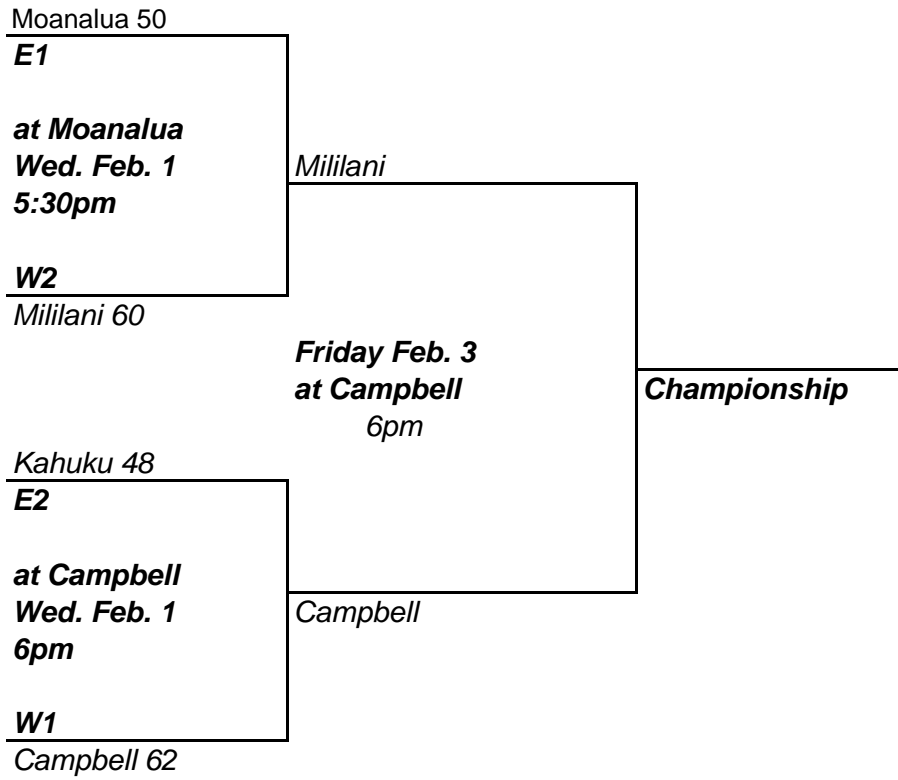 Moanalua 50
E1
at Moanalua
Wed. Feb. 1
5:30pm
Mililani
W2
Mililani 60
Friday Feb. 3
at Campbell
6pm
Championship
Kahuku 48
E2
at Campbell
Wed. Feb. 1
6pm
Campbell
W1
Campbell 62